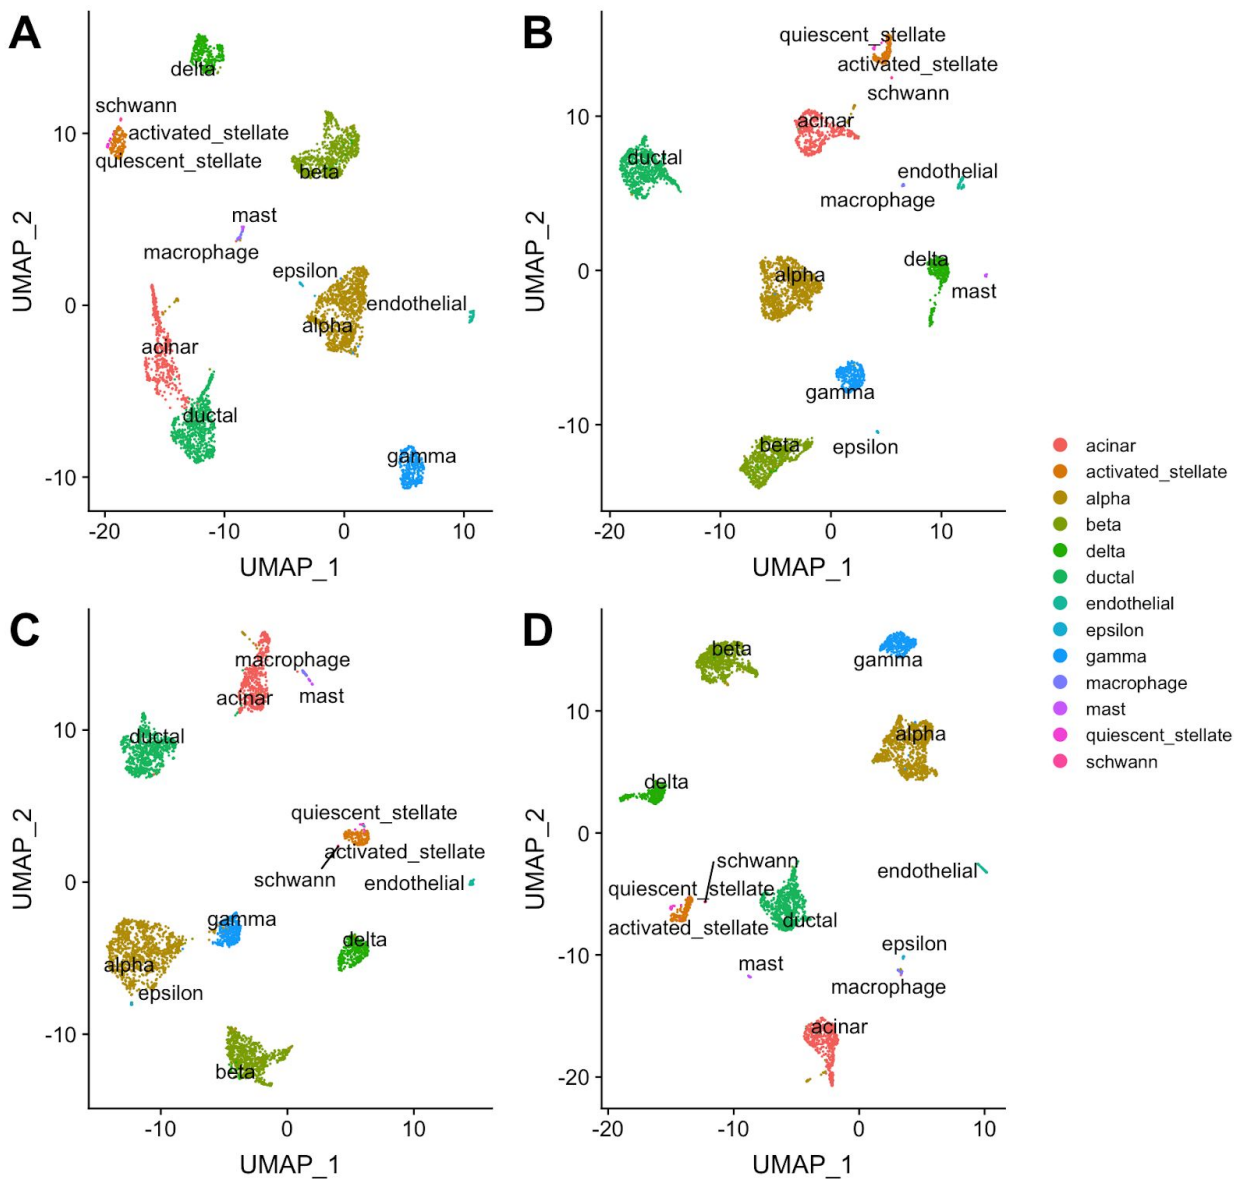 A
delta
schwann
activated_stellate
quiescent_stellate
beta
mast
macrophage
epsilon
endothelial
alpha
acinar
ductal
gamma
10
0
-10
UMAP_2
-20
-10
0
10
UMAP_1
B
quiescent_stellate
activated_stellate
schwann
acinar
ductal
endothelial
macrophage
delta
alpha
mast
gamma
beta
epsilon
10
0
-10
UMAP_2
-20
-10
0
10
UMAP_1
C
macrophage
acinar
mast
ductal
quiescent_stellate
activated_stellate
schwann
endothelial
gamma
delta
alpha
epsilon
beta
10
0
-10
UMAP_2
-10
0
10
UMAP_1
D
beta
gamma
alpha
delta
schwann
endothelial
quiescent_stellate
ductal
activated_stellate
epsilon
mast
macrophage
acinar
10
0
-10
-20
UMAP_2
-20
-10
0
10
UMAP_1
acinar
activated_stellate
alpha
beta
delta
ductal
endothelial
epsilon
gamma
macrophage
mast
quiescent_stellate
schwann